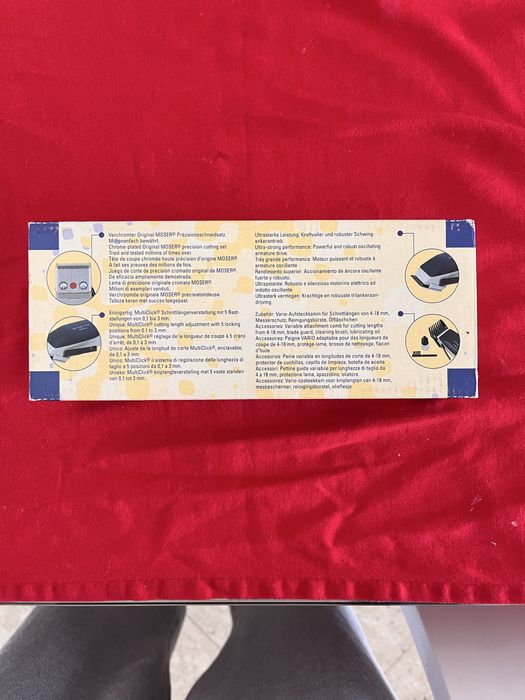 Verchromter Original MOSER® Präzisionschneidsatz.
Millionenfach bewährt.
Chrome-plated Original MOSER® precision cutting set.
Tried and tested millions of times over.
Tête de coupe chromée haute précision d'origine MOSER®
A fait ses preuves des millions de fois.
Juego de corte de precisión cromado original de MOSER®
De eficacia ampliamente demostrada.
Lama di precisione originale cromata MOSER®
Milioni di esemplari venduti.
Verchroomde originele MOSER® precisietondeuse.
Talloze keren met succes toegepast.
Einzigartig: MultiClick® Schnittlängenverstellung mit 5 Rast-
stellungen von 0,1 bis 3 mm.
Unique: MultiClick® cutting length adjustment with 5 locking
positions from 0.1 to 3 mm.
Unique: MultiClick® réglage de la longueur de coupe à 5 crans
d'arrêt, de 0,1 à 3 mm.
Único: Ajuste de la longitud de corte MultiClick®, enclavable,
de 0,1 a 3 mm.
Unico: MultiClick® il sistema di regolazione della lunghezza di
taglio a 5 posizioni da 0,1 a 3 mm.
Uniek: MultiClick® kniplengteverstelling met 5 vaste standen
van 0,1 tot 3 mm.
Ultrastarke Leistung: Kraftvoller und robuster Schwing-
ankerantrieb.
Ultra-strong performance: Powerful and robust oscillating
armature drive.
Très grande performance: Moteur puissant et robuste à
armature oscillante
Rendimiento superior: Accionamiento de áncora oscilante
fuerte y robusto.
Ultrapotente: Robusto e silenzioso motorino elettrico ad
indotto oscillante.
Ultrasterk vermogen: Krachtige en robuuste trilankeraan-
drijving.
Zubehör: Vario-Aufsteckkamm für Schnittlängen von 4-18 mm,
Messerschutz, Reinigungsbürste, Ölfläschchen.
Accessories: Variable attachment comb for cutting lengths
from 4-18 mm, blade guard, cleaning brush, lubricating oil
Accessoires: Peigne VARIO adaptable pour des longueurs de
coupe de 4-18 mm, protège-lame, brosse de nettoyage, flacon
d'huile
Accesorios: Peine variable en longitudes de corte de 4-18 mm,
protector de cuchillas, cepillo de limpieza, botella de aceite.
Accessori: Pettine guida variabile per lunghezze di taglio da
4 a 18 mm, protezione lama, spazzolino, oliatore
Accessoires: Vario-opsteekkam voor kniplengten van 4-18 mm,
mesbeschermer, reinigingsborstel, olieflesje